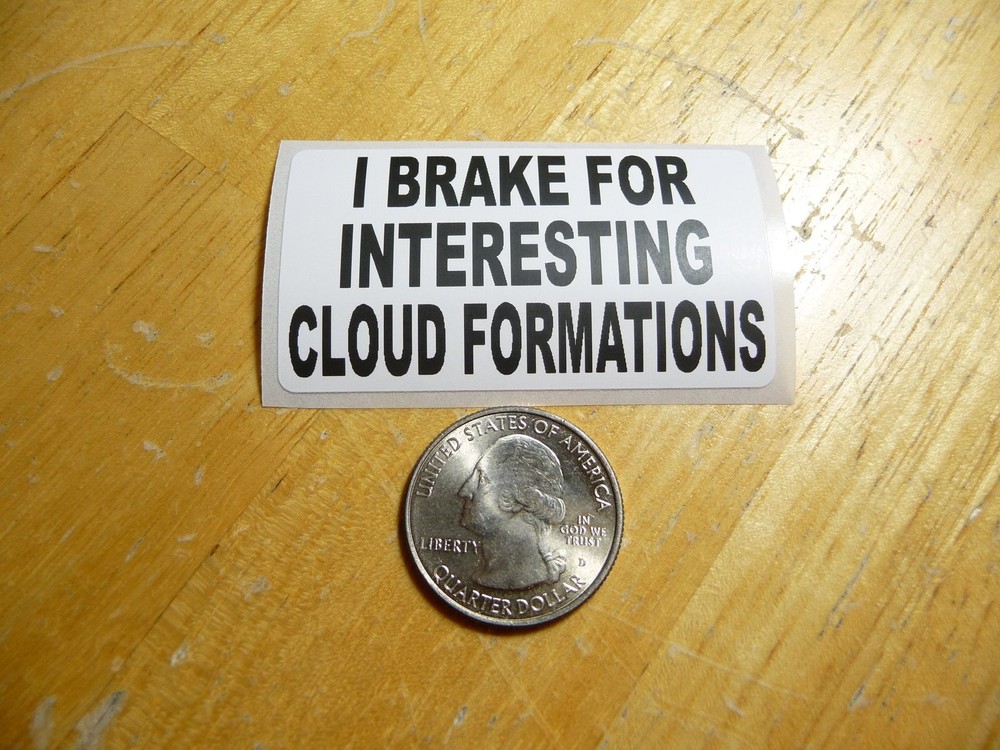 I BRAKE FOR
INTERESTING
CLOUD FORMATIONS
UNITED STATES OF AMERICA
LIBERTY
IN
GOD WE
TRUST
D
QUARTER DOLLAR